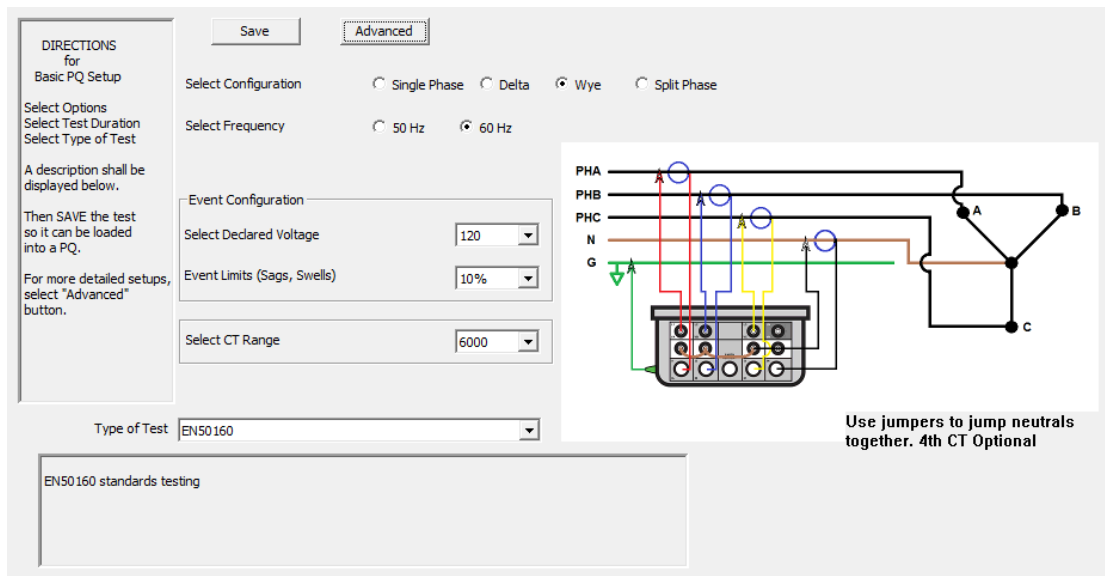 DIRECTIONS
for
Basic PQ Setup
Select Options
Select Test Duration
Select Type of Test
A description shall be
displayed below.
Then SAVE the test
so it can be loaded
into a PQ.
For more detailed setups,
select "Advanced"
button.
Save
Advanced
Select Configuration
Single Phase
Delta
Wye
Split Phase
Select Frequency
50 Hz
60 Hz
Event Configuration
Select Declared Voltage
120
Event Limits (Sags, Swells)
10%
Select CT Range
6000
PHA
PHB
PHC
N
G
A
B
C
Use jumpers to jump neutrals
together. 4th CT Optional
Type of Test
EN50160
EN50160 standards testing